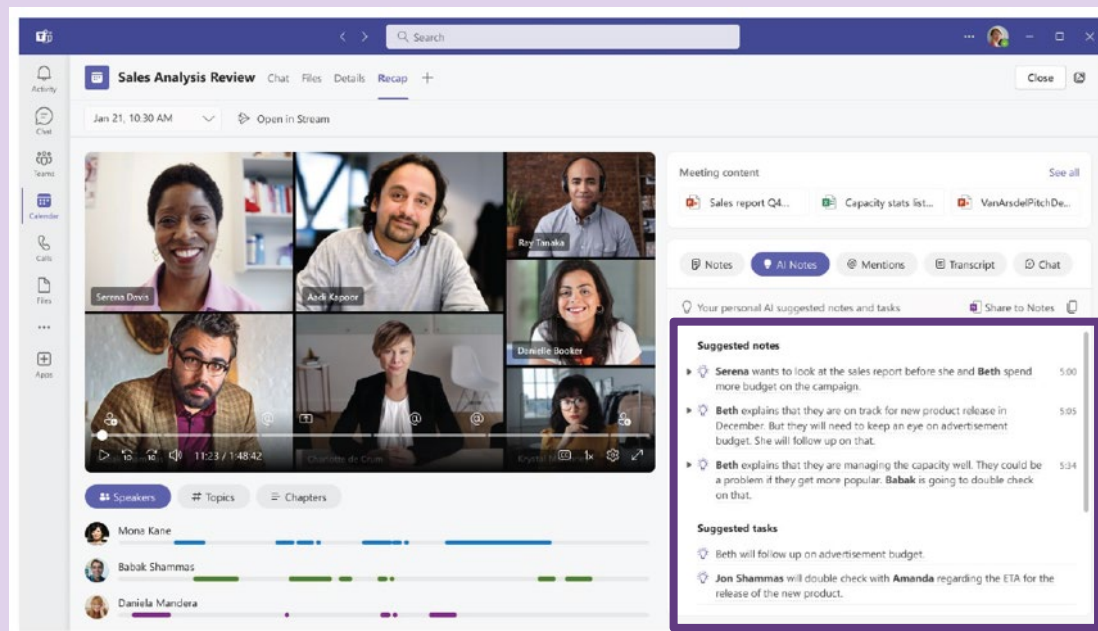 Search
Activity
Chat
Teams
Calendar
Calls
Files
Apps
Sales Analysis Review Chat Files Details Recap
Close
Jan 21, 10:30 AM Open in Stream
Serena Davis
Aadi Kapoor
Ray Tanaka
Danielle Booker
Charlotte de Crum
11:23 / 1:48:42
1x
Speakers # Topics Chapters
Mona Kane
Babak Shammas
Daniela Mandera
Meeting content See all
Sales report Q4... Capacity stats list... VanArsdelPitchDe...
Notes AI Notes Mentions Transcript Chat
Your personal AI suggested notes and tasks Share to Notes
Suggested notes
Serena wants to look at the sales report before she and Beth spend 5:00
more budget on the campaign.
Beth explains that they are on track for new product release in 5:05
December. But they will need to keep an eye on advertisement
budget. She will follow up on that.
Beth explains that they are managing the capacity well. They could be 5:34
a problem if they get more popular. Babak is going to double check
on that.
Suggested tasks
Beth will follow up on advertisement budget.
Jon Shammas will double check with Amanda regarding the ETA for the
release of the new product.